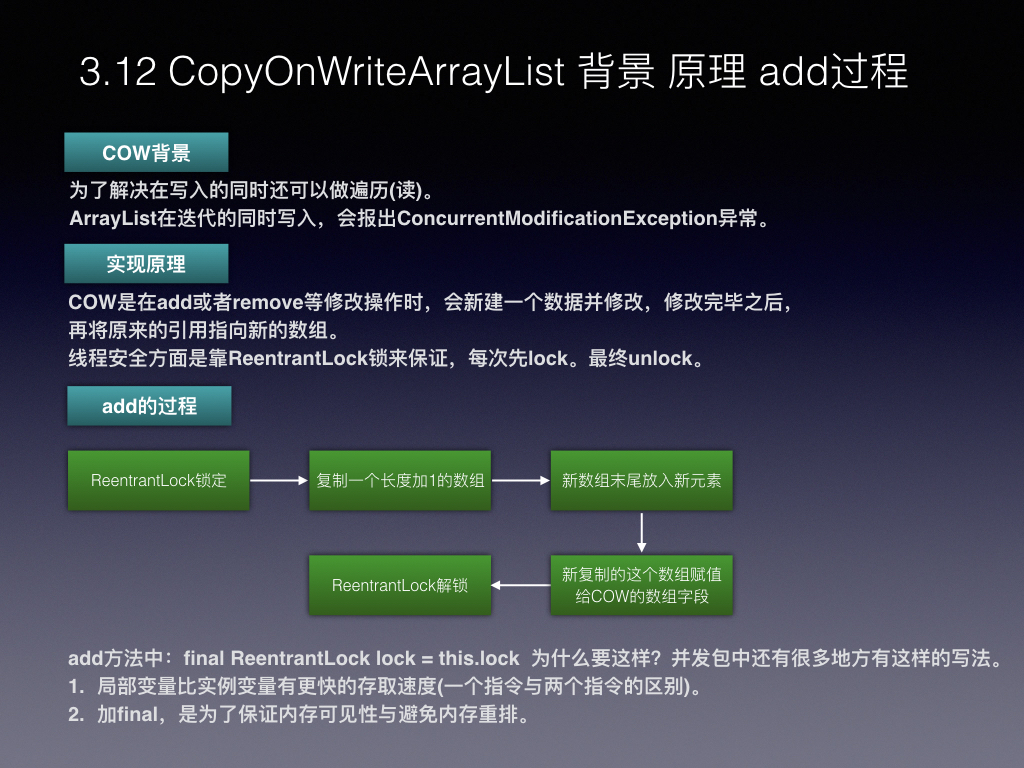 3.12 CopyOnWriteArrayList 背景 原理 add过程
COW背景
为了解决在写入的同时还可以做遍历(读)。
ArrayList在迭代的同时写入，会报出ConcurrentModificationException异常。
实现原理
COW是在add或者remove等修改操作时，会新建一个数据并修改，修改完毕之后，
再将原来的引用指向新的数组。
线程安全方面是靠ReentrantLock锁来保证，每次先lock。最终unlock。
add的过程
ReentrantLock锁定
复制一个长度加1的数组
新数组末尾放入新元素
新复制的这个数组赋值
给COW的数组字段
ReentrantLock解锁
add方法中：final ReentrantLock lock = this.lock 为什么要这样？并发包中还有很多地方有这样的写法。
1. 局部变量比实例变量有更快的存取速度(一个指令与两个指令的区别)。
2. 加final，是为了保证内存可见性与避免内存重排。